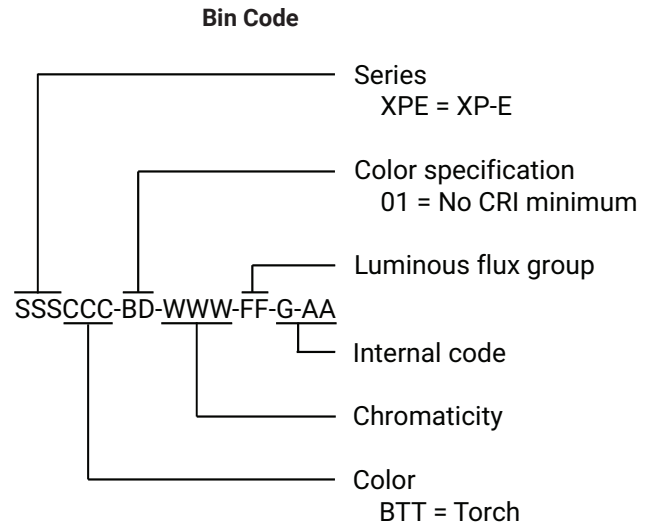 Bin Code
Series
XPE = XP-E
Color specification
01 = No CRI minimum
Luminous flux group
SSSCCC-BD-WWW-FF-G-AA
Internal code
Chromaticity
Color
BTT = Torch